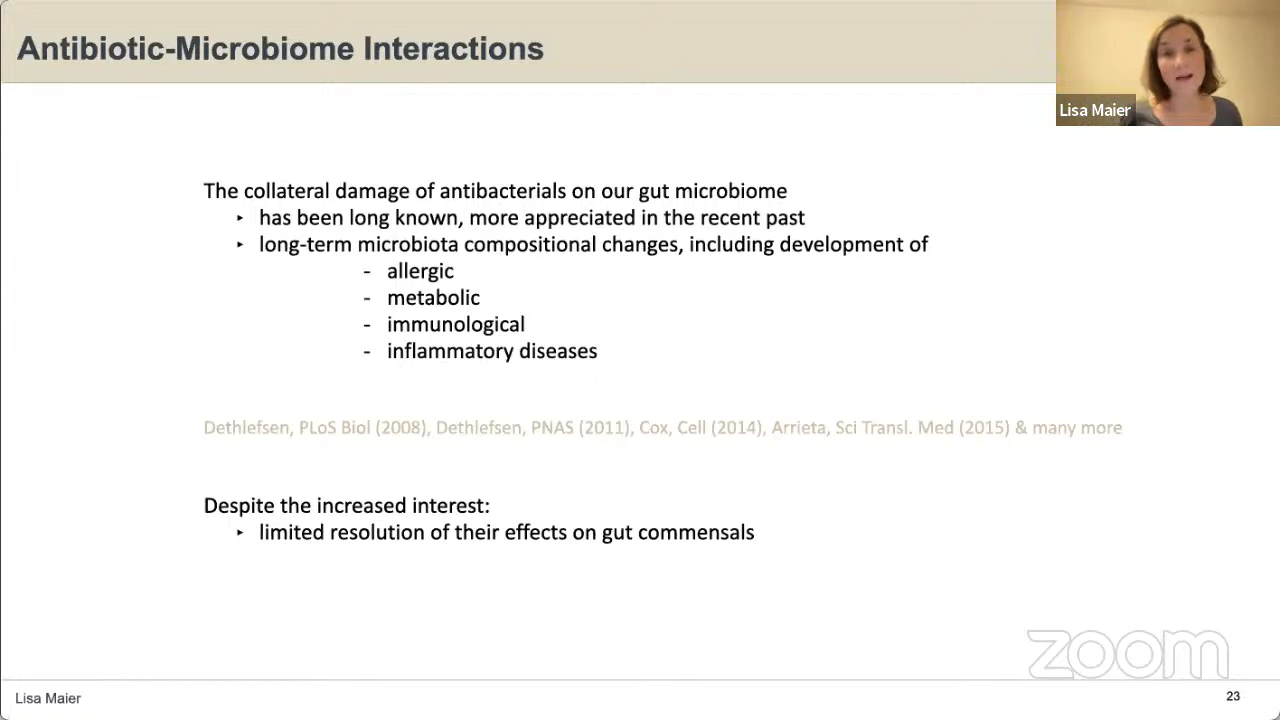 Antibiotic-Microbiome Interactions
Lisa Maier
The collateral damage of antibacterials on our gut microbiome
‣ has been long known, more appreciated in the recent past
‣ long-term microbiota compositional changes, including development of
- allergic
- metabolic
- immunological
- inflammatory diseases
Dethlefsen, PLoS Biol (2008), Dethlefsen, PNAS (2011), Cox, Cell (2014), Arrieta, Sci Transl. Med (2015) & many more
Despite the increased interest:
‣ limited resolution of their effects on gut commensals
zoom
Lisa Maier
23